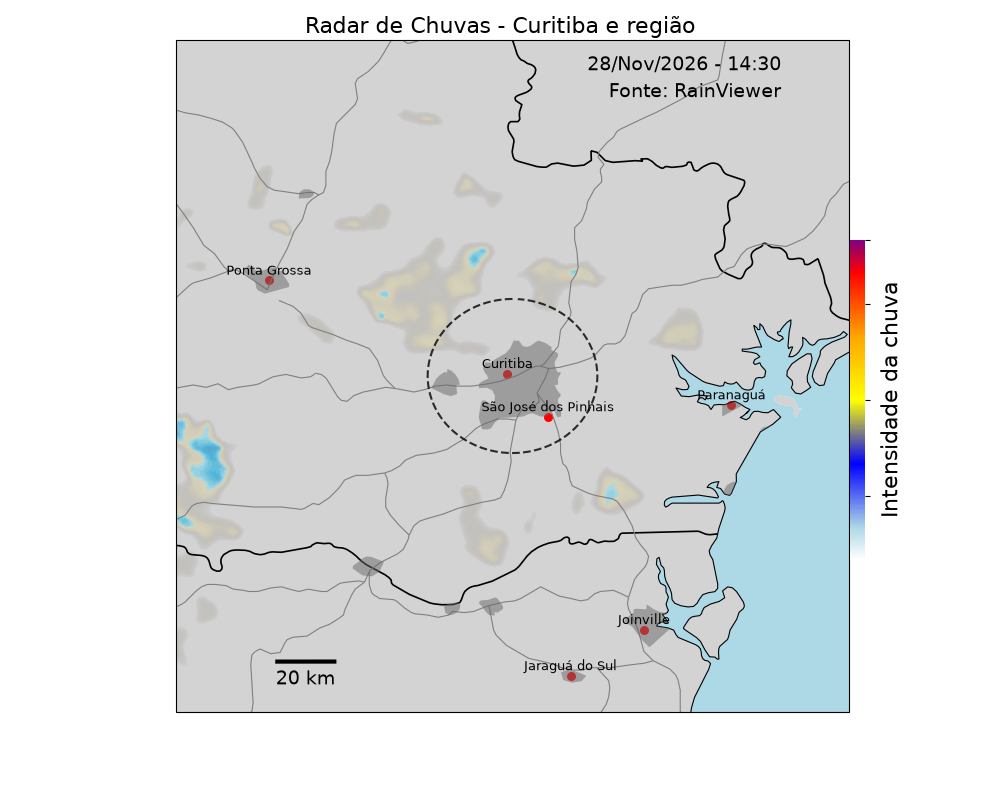 Radar de Chuvas - Curitiba e região
28/Nov/2026 - 14:30
Fonte: RainViewer
Ponta Grossa
Curitiba
Paranaguá
São José dos Pinhais
Intensidade da chuva
Joinville
Jaraguá do Sul
20 km